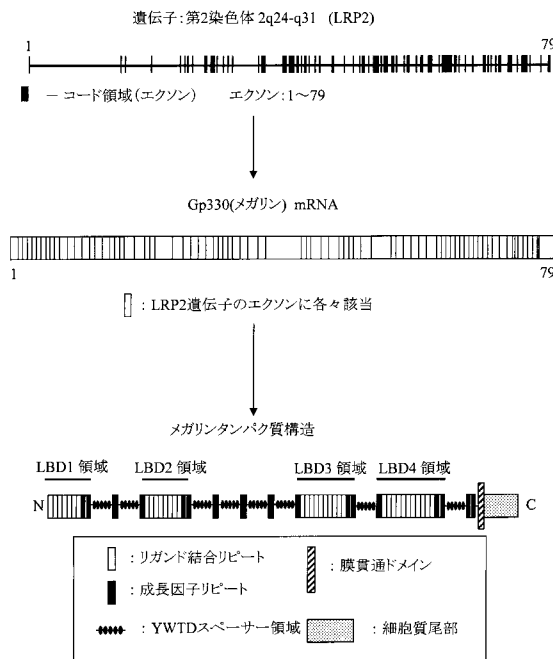 遺伝子：第2染色体 2q24-q31 (LRP2)
1 79
－コード領域（エクソン） エクソン：1～79
Gp330(メガリン) mRNA
1 79
：LRP2遺伝子のエクソンに各々該当
メガリンタンパク質構造
LBD1 領域 LBD2 領域 LBD3 領域 LBD4 領域
N C
：リガンド結合リピート ：膜貫通ドメイン
：成長因子リピート
：YWTDスペーサー領域 ：細胞質尾部